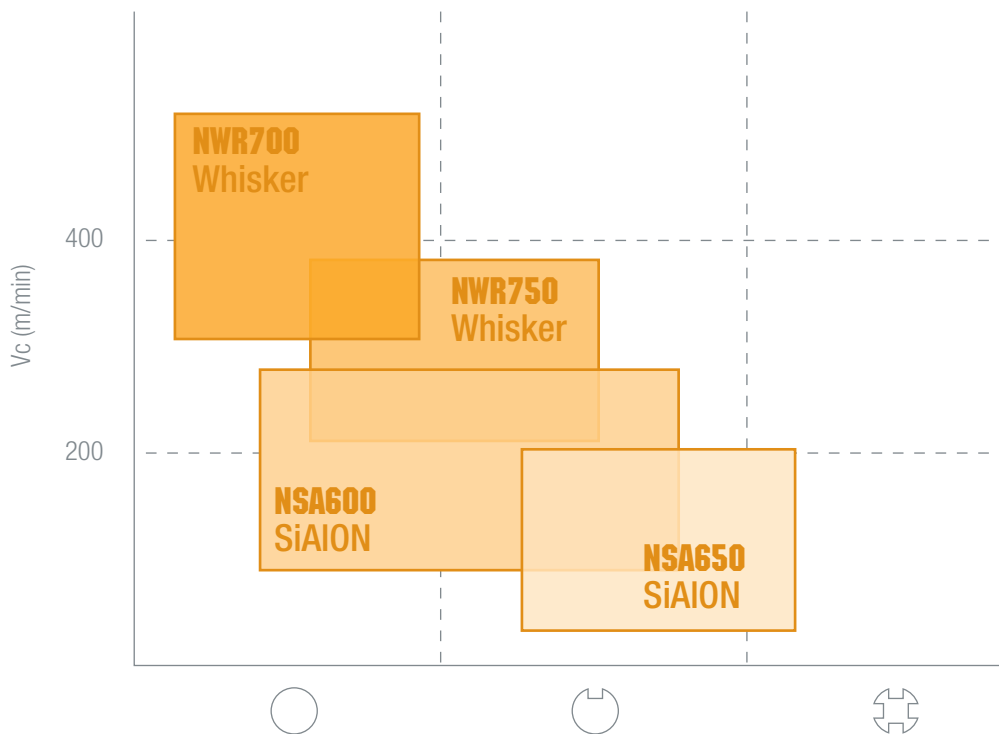 NWR700
Whisker
400
NWR750
Whisker
Vc (m/min)
200
NSA600
SiAlON
NSA650
SiAlON